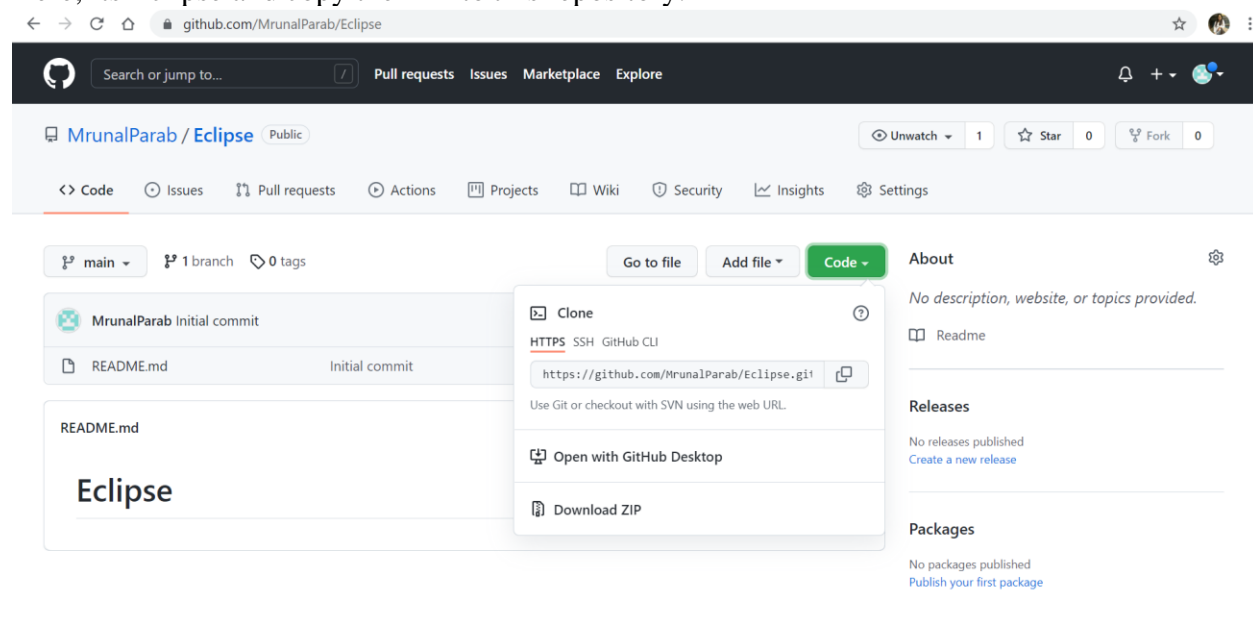 github.com/MrunalParab/Eclipse
Search or jump to... / Pull requests Issues Marketplace Explore
MrunalParab / Eclipse Public
Unwatch 1 Star 0 Fork 0
<> Code Issues Pull requests Actions Projects Wiki Security Insights Settings
main 1 branch 0 tags
Go to file Add file Code
MrunalParab Initial commit
README.md Initial commit
Clone
HTTPS SSH GitHub CLI
https://github.com/MrunalParab/Eclipse.git
Use Git or checkout with SVN using the web URL.
Open with GitHub Desktop
Download ZIP
README.md
Eclipse
About
No description, website, or topics provided.
Readme
Releases
No releases published
Create a new release
Packages
No packages published
Publish your first package